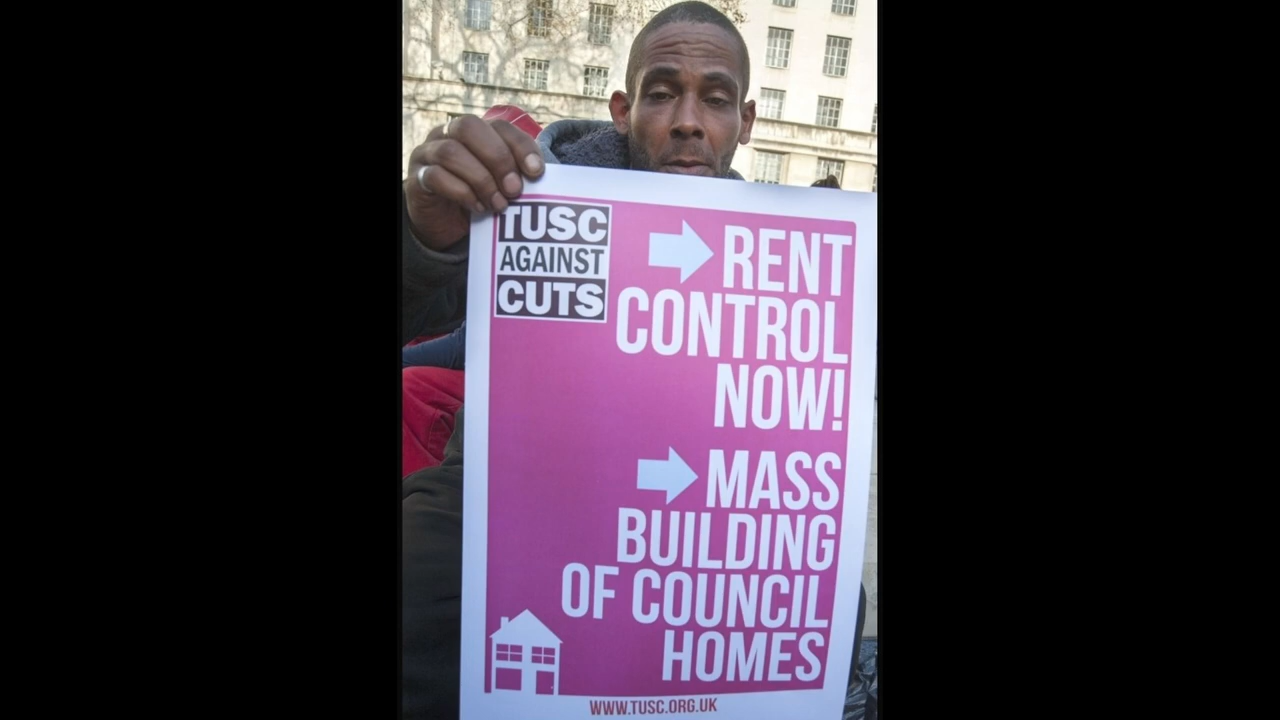 TUSC
AGAINST
CUTS
RENT
CONTROL
NOW!
MASS
BUILDING
OF COUNCIL
HOMES
WWW.TUSC.ORG.UK